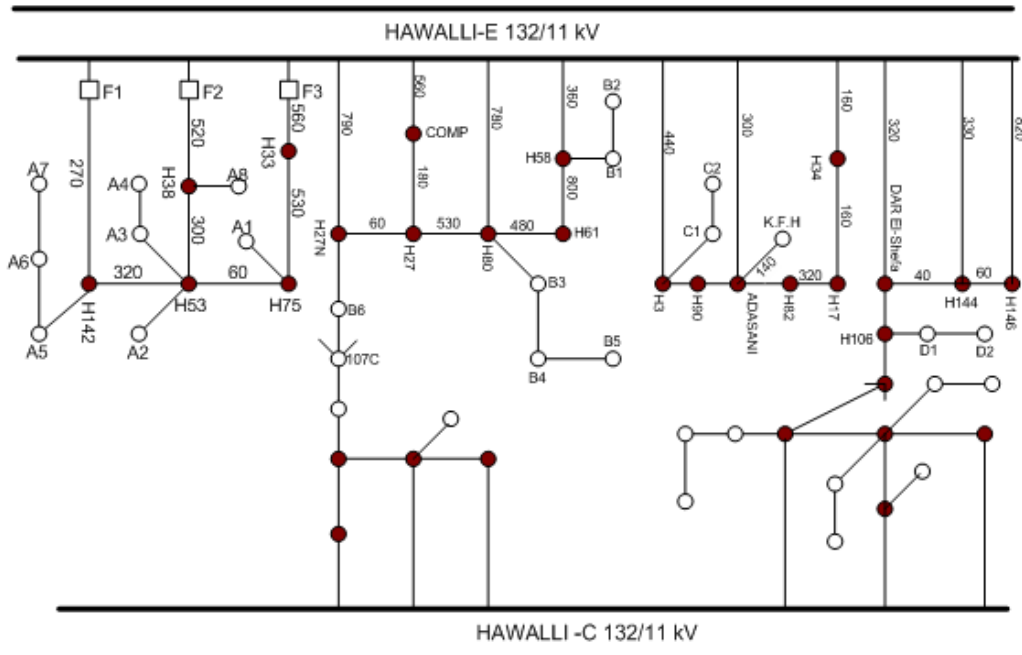 HAWALLI-E 132/11 kV
F1
F2
F3
560
520
270
790
560
780
360
B2
440
300
160
320
330
820
COMP
H33
H58
B1
H34
A7
A4
H38
A8
180
800
530
A1
300
A3
160
DAR El-Shefa
K.F.H
C1
140
A6
320
60
H27N
60
H27
530
H80
480
H61
H142
H53
H75
B3
H3
H90
ADASANI
H82
320
H17
40
H144
60
H146
B6
A5
A2
107C
B4
B5
H106
D1
D2
HAWALLI -C 132/11 kV